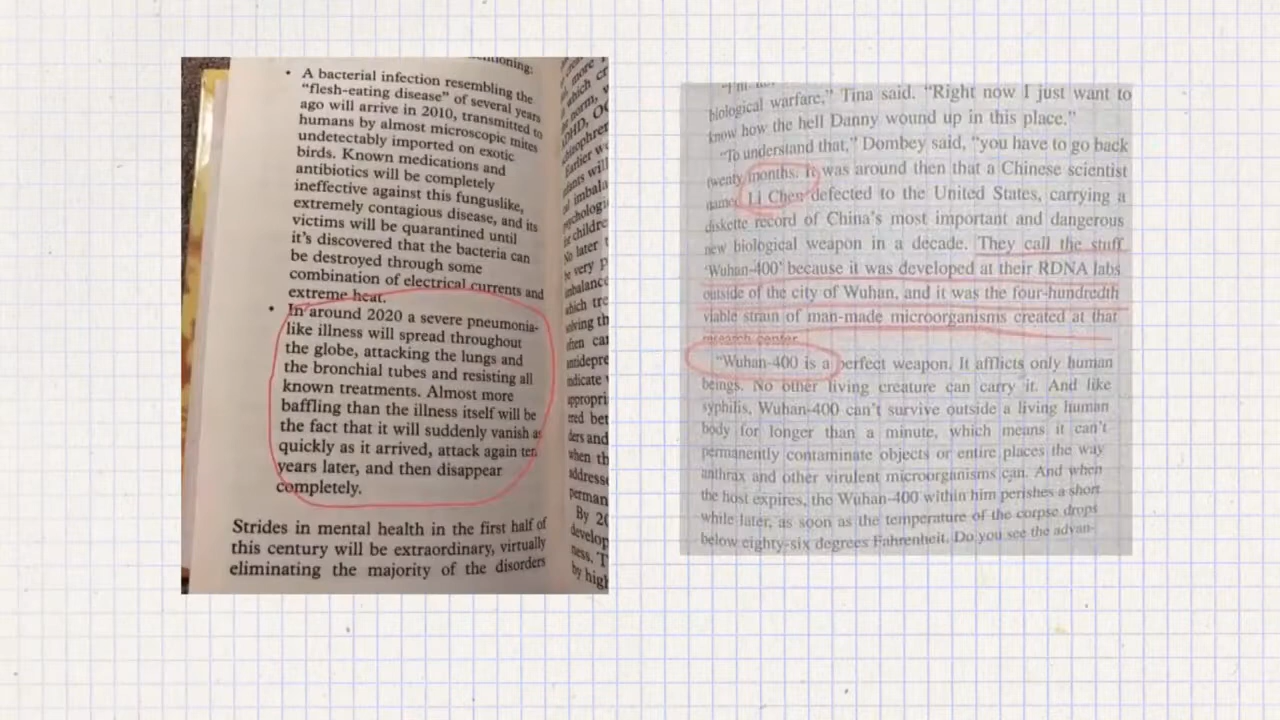 tioning:
• A bacterial infection resembling the
"flesh-eating disease" of several years
ago will arrive in 2010, transmitted to
humans by almost microscopic mites
undetectably imported on exotic
birds. Known medications and
antibiotics will be completely
ineffective against this funguslike,
extremely contagious disease, and its
victims will be quarantined until
it's discovered that the bacteria can
be destroyed through some
combination of electrical currents and
extreme heat.
• In around 2020 a severe pneumonia-
like illness will spread throughout
the globe, attacking the lungs and
the bronchial tubes and resisting all
known treatments. Almost more
baffling than the illness itself will be
the fact that it will suddenly vanish as
quickly as it arrived, attack again ten
years later, and then disappear
completely.
Strides in mental health in the first half of
this century will be extraordinary, virtually
eliminating the majority of the disorders
biological warfare," Tina said. "Right now I just want to
know how the hell Danny wound up in this place."
"To understand that," Dombey said, "you have to go back
twenty months. It was around then that a Chinese scientist
named Li Chen defected to the United States, carrying a
diskette record of China's most important and dangerous
new biological weapon in a decade. They call the stuff
'Wuhan-400' because it was developed at their RDNA labs
outside of the city of Wuhan, and it was the four-hundredth
viable strain of man-made microorganisms created at that
research center.
"Wuhan-400 is a perfect weapon. It afflicts only human
beings. No other living creature can carry it. And like
syphilis, Wuhan-400 can't survive outside a living human
body for longer than a minute, which means it can't
permanently contaminate objects or entire places the way
anthrax and other virulent microorganisms can. And when
the host expires, the Wuhan-400 within him perishes a short
while later, as soon as the temperature of the corpse drops
below eighty-six degrees Fahrenheit. Do you see the advan-